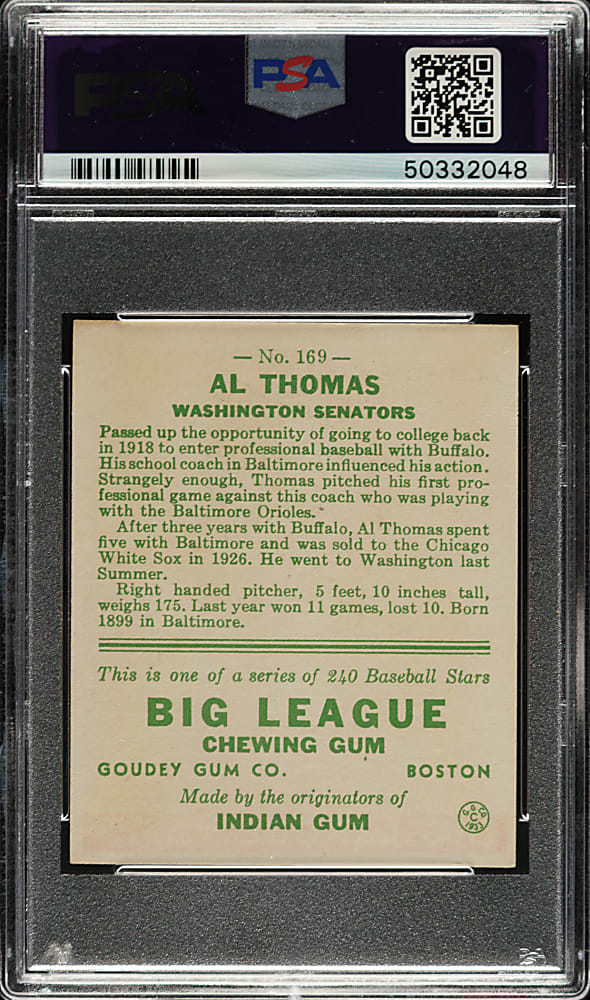 PSA
PSA
50332048
— No. 169 —
AL THOMAS
WASHINGTON SENATORS
Passed up the opportunity of going to college back
in 1918 to enter professional baseball with Buffalo.
His school coach in Baltimore influenced his action.
Strangely enough, Thomas pitched his first pro-
fessional game against this coach who was playing
with the Baltimore Orioles.
After three years with Buffalo, Al Thomas spent
five with Baltimore and was sold to the Chicago
White Sox in 1926. He went to Washington last
Summer.
Right handed pitcher, 5 feet, 10 inches tall,
weighs 175. Last year won 11 games, lost 10. Born
1899 in Baltimore.
This is one of a series of 240 Baseball Stars
BIG LEAGUE
CHEWING GUM
GOUDEY GUM CO. BOSTON
Made by the originators of
INDIAN GUM
G G CO.
C
1933